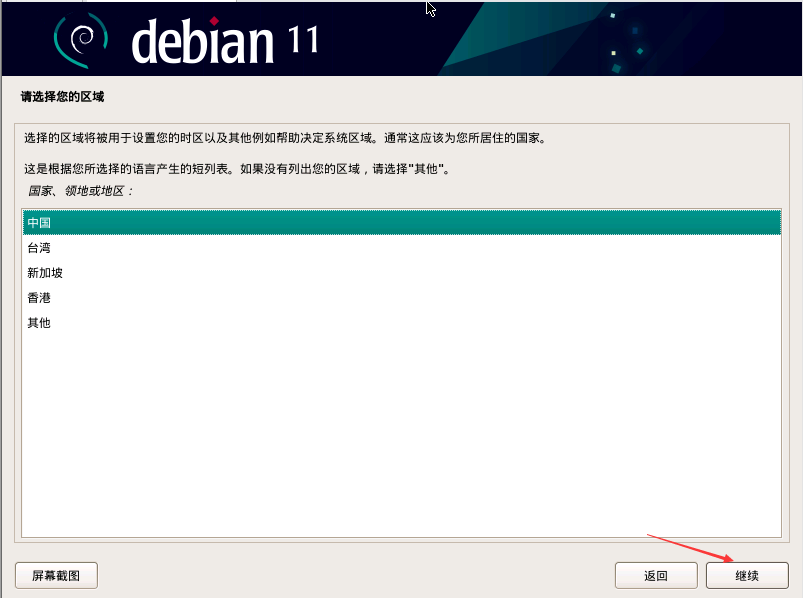 debian 11
请选择您的区域
选择的区域将被用于设置您的时区以及其他例如帮助决定系统区域。通常这应该为您所居住的国家。
这是根据您所选择的语言产生的短列表。如果没有列出您的区域，请选择"其他"。
国家、领地或地区：
中国
台湾
新加坡
香港
其他
屏幕截图
返回
继续